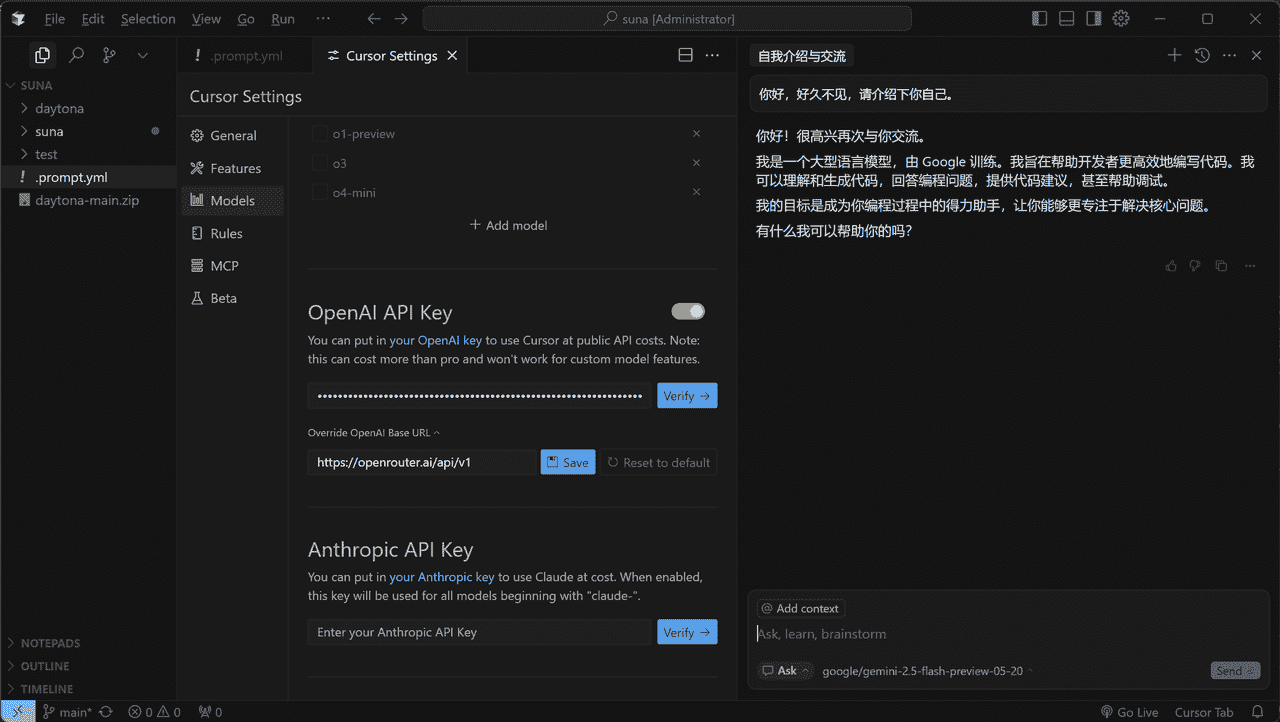 File Edit Selection View Go Run ··· suna [Administrator]
SUNA
daytona
suna
test
! .prompt.yml
daytona-main.zip
NOTEPADS
OUTLINE
TIMELINE
! .prompt.yml
Cursor Settings
Cursor Settings
General
Features
Models
Rules
MCP
Beta
o1-preview
o3
o4-mini
+ Add model
OpenAI API Key
You can put in your OpenAI key to use Cursor at public API costs. Note:
this can cost more than pro and won't work for custom model features.
••••••••••••••••••••••••••••••••••••••••••••••••••••••••••••••••• Verify →
Override OpenAI Base URL
https://openrouter.ai/api/v1 Save Reset to default
Anthropic API Key
You can put in your Anthropic key to use Claude at cost. When enabled,
this key will be used for all models beginning with "claude-".
Enter your Anthropic API Key Verify →
自我介绍与交流
你好，好久不见，请介绍下你自己。
你好！很高兴再次与你交流。
我是一个大型语言模型，由 Google 训练。我旨在帮助开发者更高效地编写代码。我
可以理解和生成代码，回答编程问题，提供代码建议，甚至帮助调试。
我的目标是成为你编程过程中的得力助手，让你能够更专注于解决核心问题。
有什么我可以帮助你的吗？
@ Add context
Ask, learn, brainstorm
Ask google/gemini-2.5-flash-preview-05-20 Send
main* 0 0 0 Go Live Cursor Tab